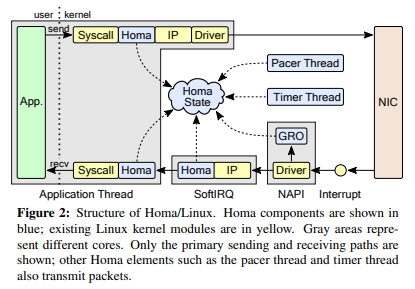 user kernel
send
Syscall Homa IP Driver
Pacer Thread
Timer Thread
App.
Homa
State
NIC
GRO
recv
Syscall Homa
Homa IP
Driver
Application Thread
SoftIRQ
NAPI
Interrupt
Figure 2: Structure of Homa/Linux. Homa components are shown in
blue; existing Linux kernel modules are in yellow. Gray areas repre-
sent different cores. Only the primary sending and receiving paths are
shown; other Homa elements such as the pacer thread and timer thread
also transmit packets.